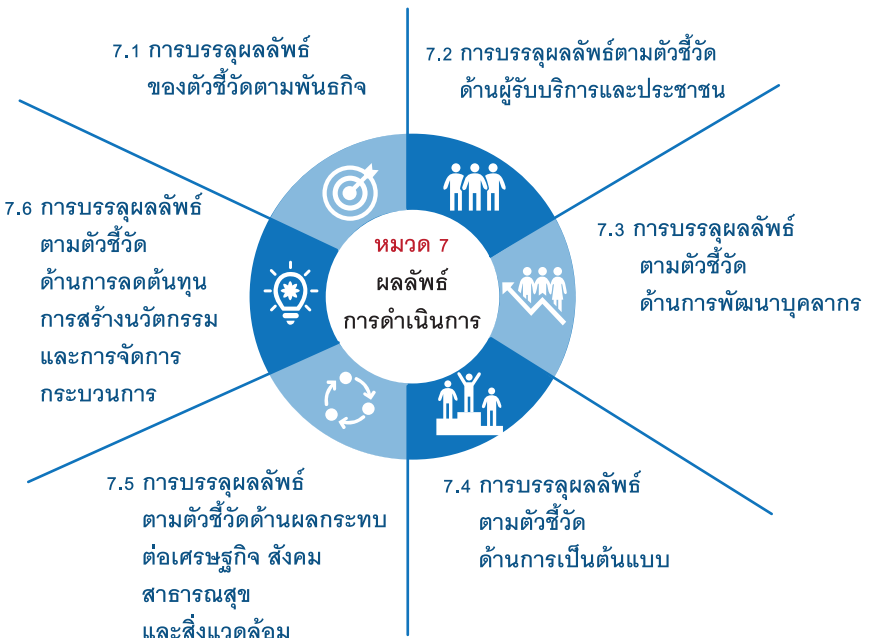 7.1 การบรรลุผลลัพธ์
ของตัวชี้วัดตามพันธกิจ
7.2 การบรรลุผลลัพธ์ตามตัวชี้วัด
ด้านผู้รับบริการและประชาชน
7.3 การบรรลุผลลัพธ์
ตามตัวชี้วัด
ด้านการพัฒนาบุคลากร
7.4 การบรรลุผลลัพธ์
ตามตัวชี้วัด
ด้านการเป็นต้นแบบ
7.5 การบรรลุผลลัพธ์
ตามตัวชี้วัดด้านผลกระทบ
ต่อเศรษฐกิจ สังคม
สาธารณสุข
และสิ่งแวดล้อม
7.6 การบรรลุผลลัพธ์
ตามตัวชี้วัด
ด้านการลดต้นทุน
การสร้างนวัตกรรม
และการจัดการ
กระบวนการ
หมวด 7
ผลลัพธ์
การดำเนินการ